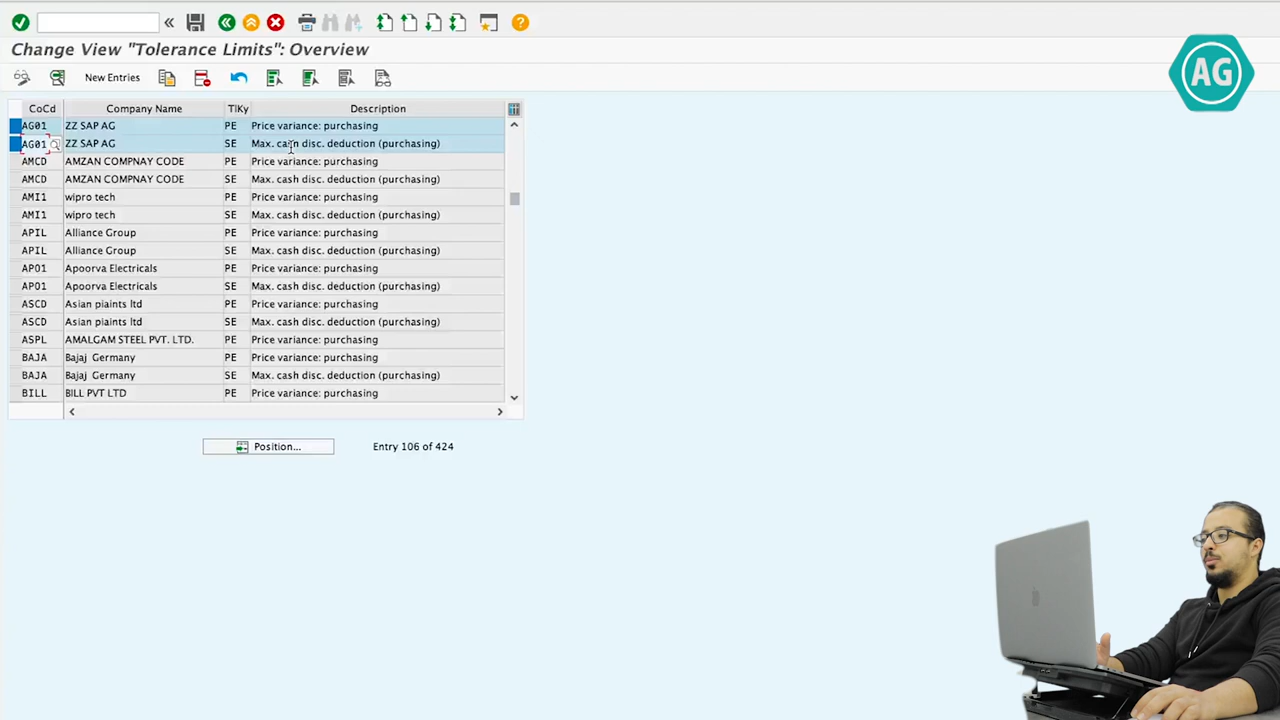 Change View "Tolerance Limits": Overview
AG
New Entries
CoCd Company Name TlKy Description
AG01 ZZ SAP AG PE Price variance: purchasing
AG01 ZZ SAP AG SE Max. cash disc. deduction (purchasing)
AMCD AMZAN COMPNAY CODE PE Price variance: purchasing
AMCD AMZAN COMPNAY CODE SE Max. cash disc. deduction (purchasing)
AMI1 wipro tech PE Price variance: purchasing
AMI1 wipro tech SE Max. cash disc. deduction (purchasing)
APIL Alliance Group PE Price variance: purchasing
APIL Alliance Group SE Max. cash disc. deduction (purchasing)
AP01 Apoorva Electricals PE Price variance: purchasing
AP01 Apoorva Electricals SE Max. cash disc. deduction (purchasing)
ASCD Asian piaints ltd PE Price variance: purchasing
ASCD Asian piaints ltd SE Max. cash disc. deduction (purchasing)
ASPL AMALGAM STEEL PVT. LTD. PE Price variance: purchasing
BAJA Bajaj Germany PE Price variance: purchasing
BAJA Bajaj Germany SE Max. cash disc. deduction (purchasing)
BILL BILL PVT LTD PE Price variance: purchasing
Position... Entry 106 of 424